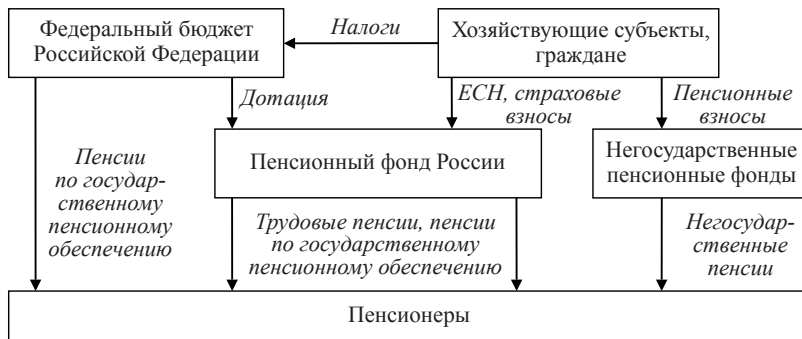 Федеральный бюджет
Российской Федерации
Налоги
Хозяйствующие субъекты,
граждане
Дотация
ЕСН, страховые
взносы
Пенсионные
взносы
Пенсии
по государ-
ственному
пенсионному
обеспечению
Пенсионный фонд России
Негосударственные
пенсионные фонды
Трудовые пенсии, пенсии
по государственному
пенсионному обеспечению
Негосудар-
ственные
пенсии
Пенсионеры